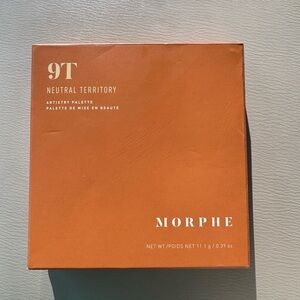 9T
NEUTRAL TERRITORY
ARTISTRY PALETTE
PALETTE DE MISE EN BEAUTÉ
MORPHE
NET WT./POIDS NET 11.1 g / 0.39 oz.